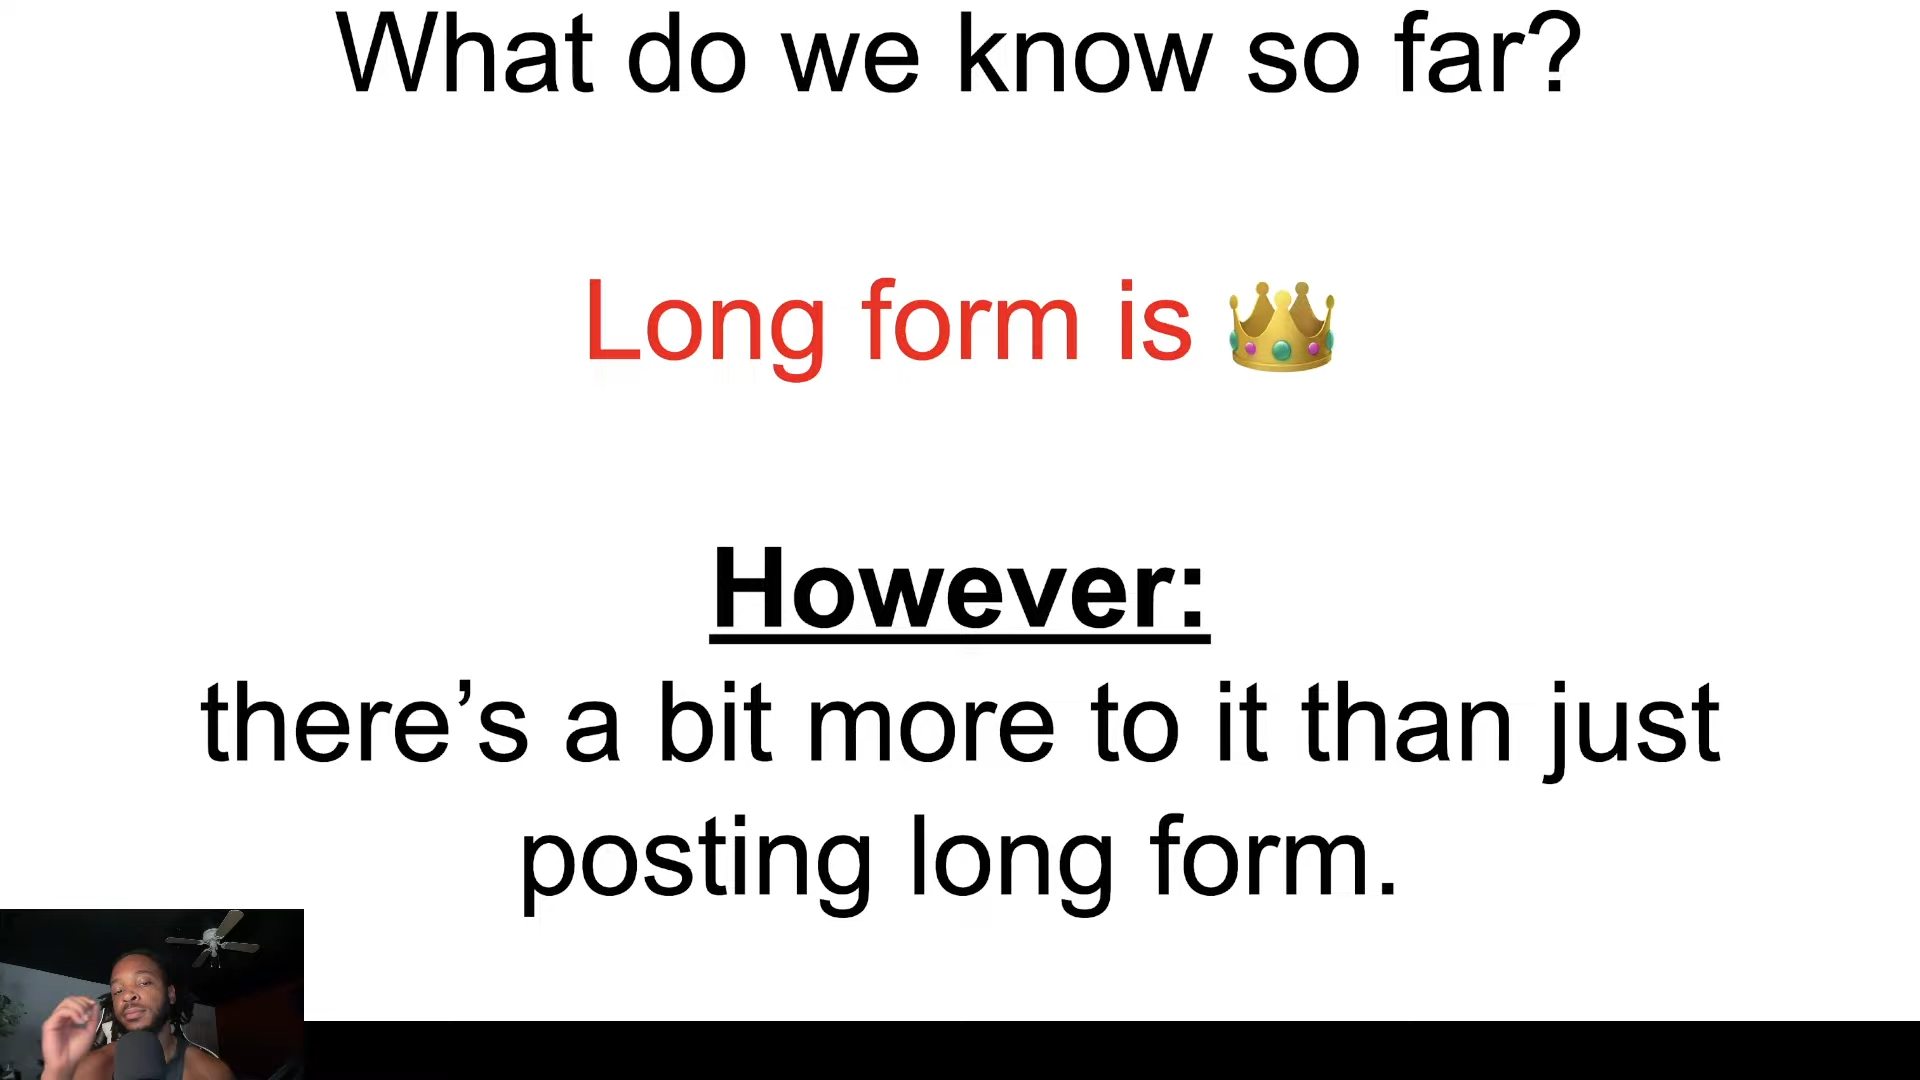 What do we know so far?
Long form is 👑
However:
there’s a bit more to it than just
posting long form.